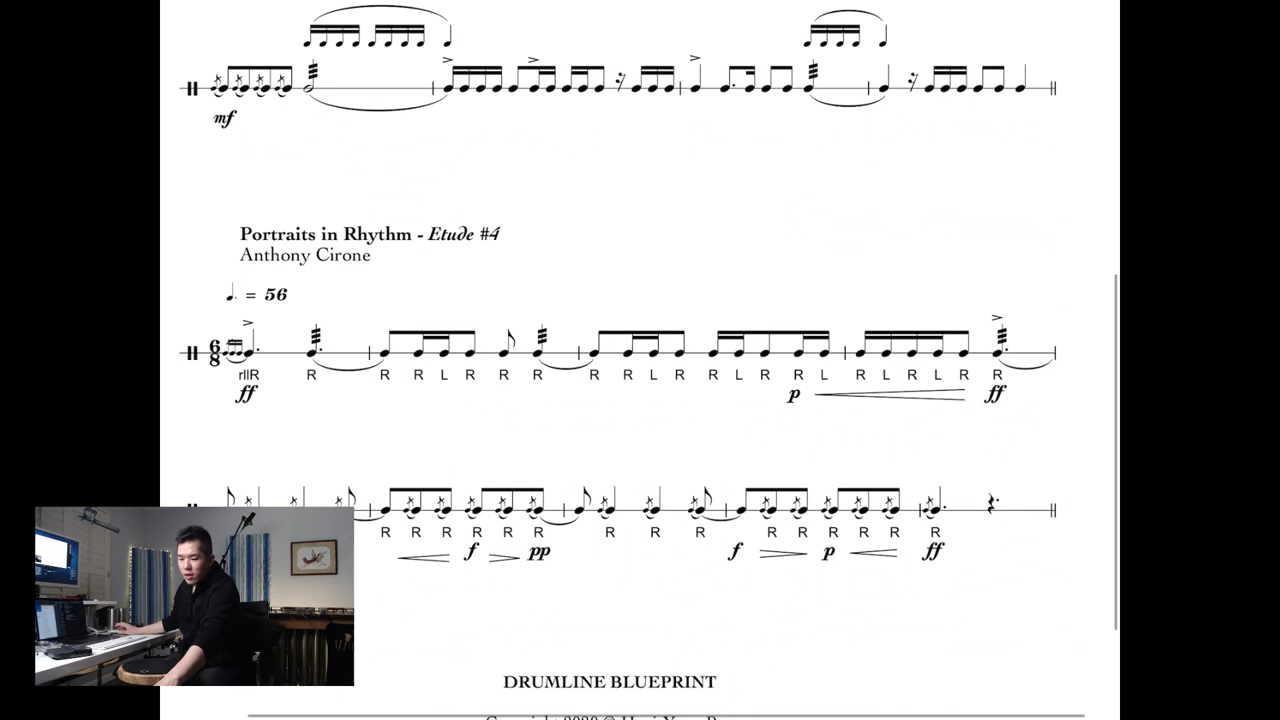 mf
Portraits in Rhythm - Etude #4
Anthony Cirone
= 56
6
8
rllR R R R L R R R R R L R R L R R L R L R L R R
ff p ff
R R R R R R R R R R R R R R R
f pp f p ff
DRUMLINE BLUEPRINT